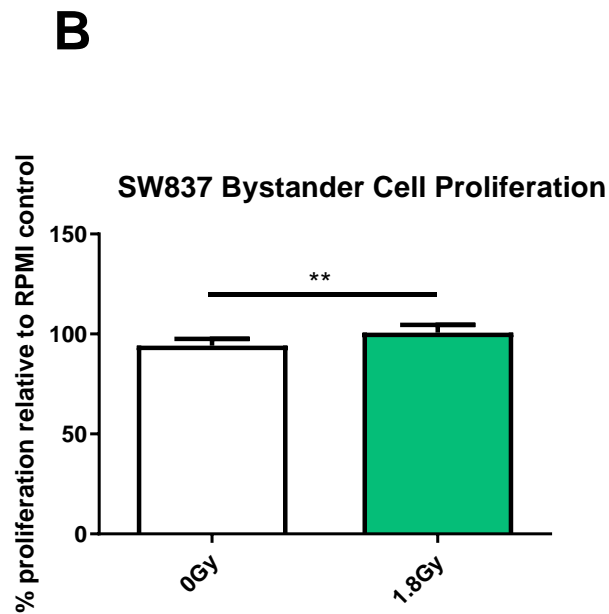 B
SW837 Bystander Cell Proliferation
% proliferation relative to RPMI control
150
100
50
0
**
0Gy
1.8Gy